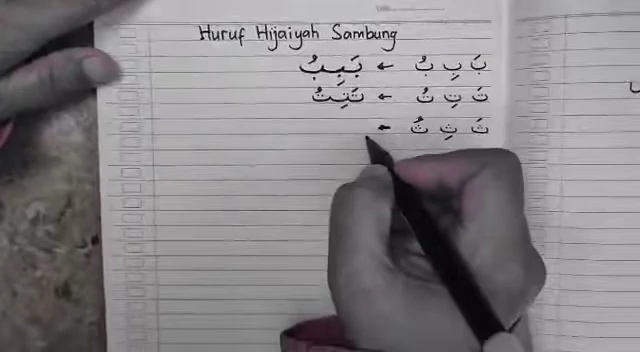 Huruf Hijaiyah Sambung
بَ بِ بُ ← بَبِبُ
تَ تِ تُ ← تَتِتُ
ثَ ثِ ثُ ←